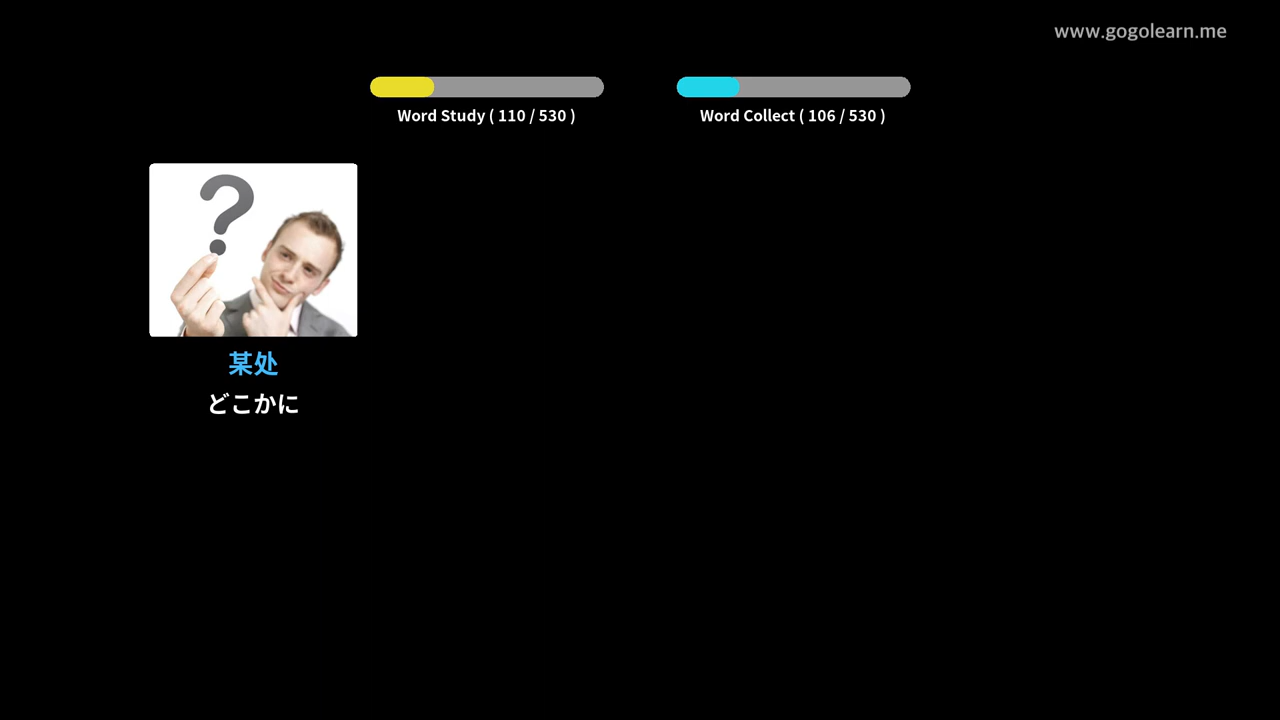 www.gogolearn.me
Word Study ( 110 / 530 )
Word Collect ( 106 / 530 )
?
某处
どこかに